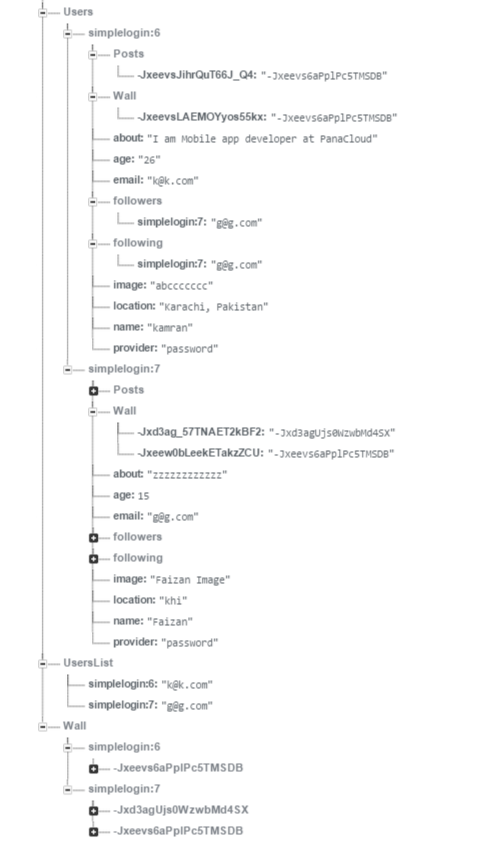 Users
simplelogin:6
Posts
-JxeevsJihrQuT66J_Q4: "-Jxeevs6aPplPc5TMSDB"
Wall
-JxeevsLAEMOYyos55kx: "-Jxeevs6aPplPc5TMSDB"
about: "I am Mobile app developer at PanaCloud"
age: "26"
email: "k@k.com"
followers
simplelogin:7: "g@g.com"
following
simplelogin:7: "g@g.com"
image: "abccccccc"
location: "Karachi, Pakistan"
name: "kamran"
provider: "password"
simplelogin:7
Posts
Wall
-Jxd3ag_57TNAET2kBF2: "-Jxd3agUjs0WzwbMd4SX"
-Jxeew0bLeekETakzZCU: "-Jxeevs6aPplPc5TMSDB"
about: "zzzzzzzzzzzz"
age: 15
email: "g@g.com"
followers
following
image: "Faizan Image"
location: "khi"
name: "Faizan"
provider: "password"
UsersList
simplelogin:6: "k@k.com"
simplelogin:7: "g@g.com"
Wall
simplelogin:6
-Jxeevs6aPplPc5TMSDB
simplelogin:7
-Jxd3agUjs0WzwbMd4SX
-Jxeevs6aPplPc5TMSDB